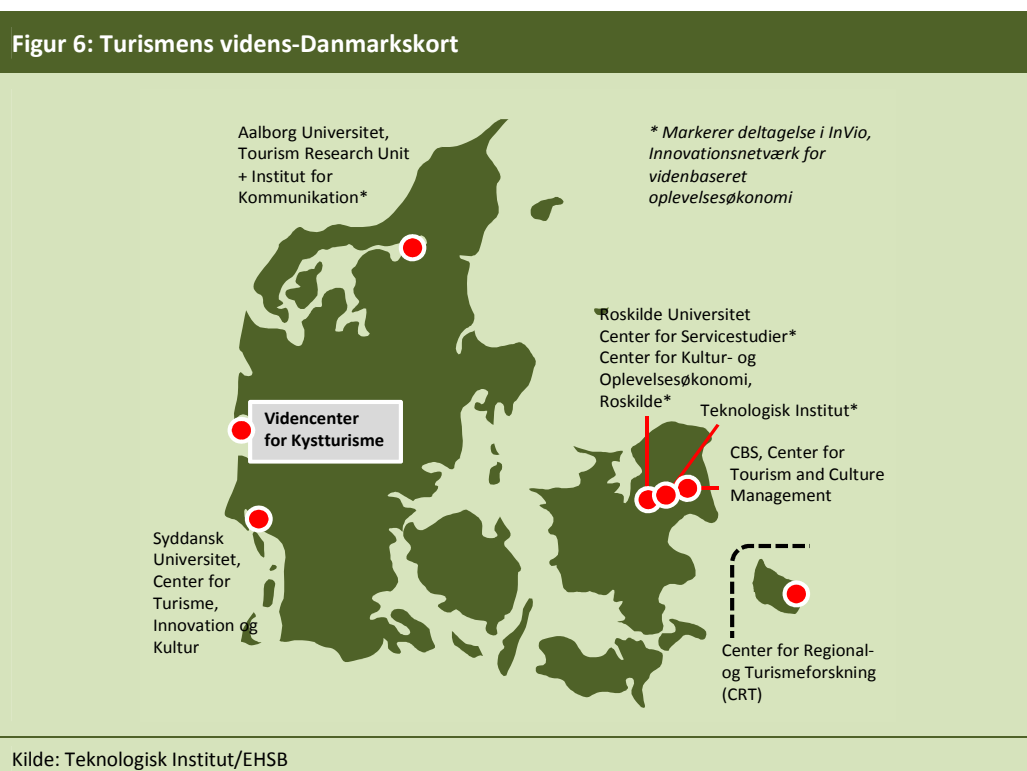 Figur 6: Turismens videns-Danmarkskort
Aalborg Universitet,
Tourism Research Unit
+ Institut for
Kommunikation*
* Markerer deltagelse i InVio,
Innovationsnetværk for
videnbaseret
oplevelsesøkonomi
Roskilde Universitet
Center for Servicestudier*
Center for Kultur- og
Oplevelsesøkonomi,
Roskilde*
Teknologisk Institut*
CBS, Center for
Tourism and Culture
Management
Videncenter
for Kystturisme
Syddansk
Universitet,
Center for
Turisme,
Innovation og
Kultur
Center for Regional-
og Turismeforskning
(CRT)
Kilde: Teknologisk Institut/EHSB